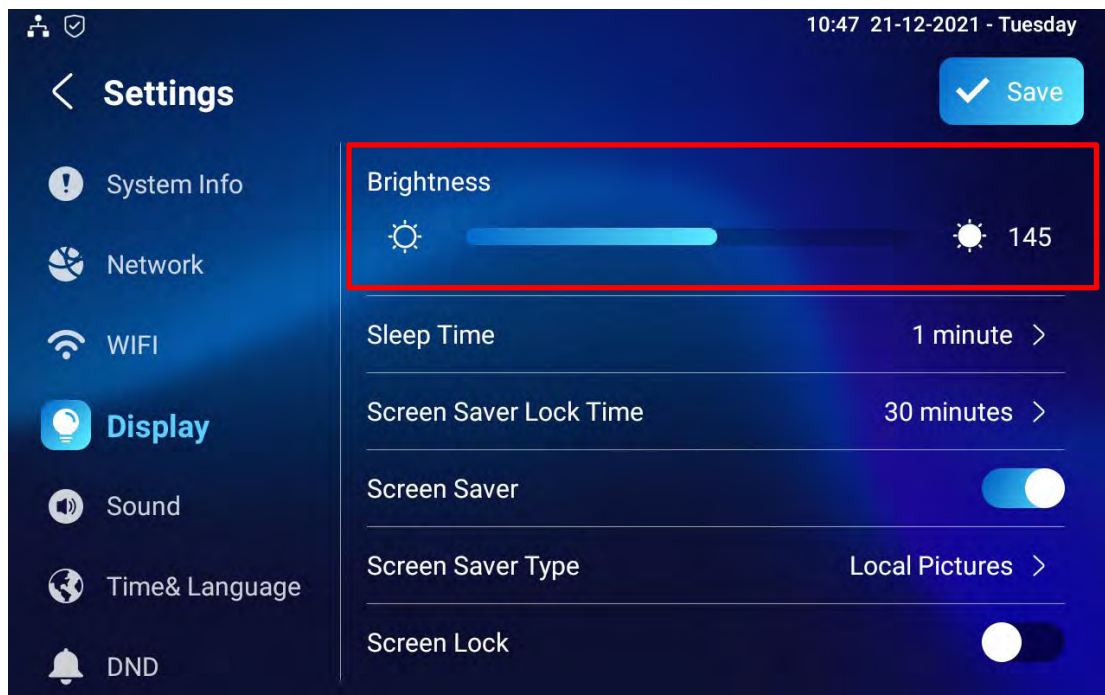 10:47 21-12-2021 - Tuesday
Settings
Save
System Info
Network
WIFI
Display
Sound
Time& Language
DND
Brightness
145
Sleep Time 1 minute
Screen Saver Lock Time 30 minutes
Screen Saver
Screen Saver Type Local Pictures
Screen Lock